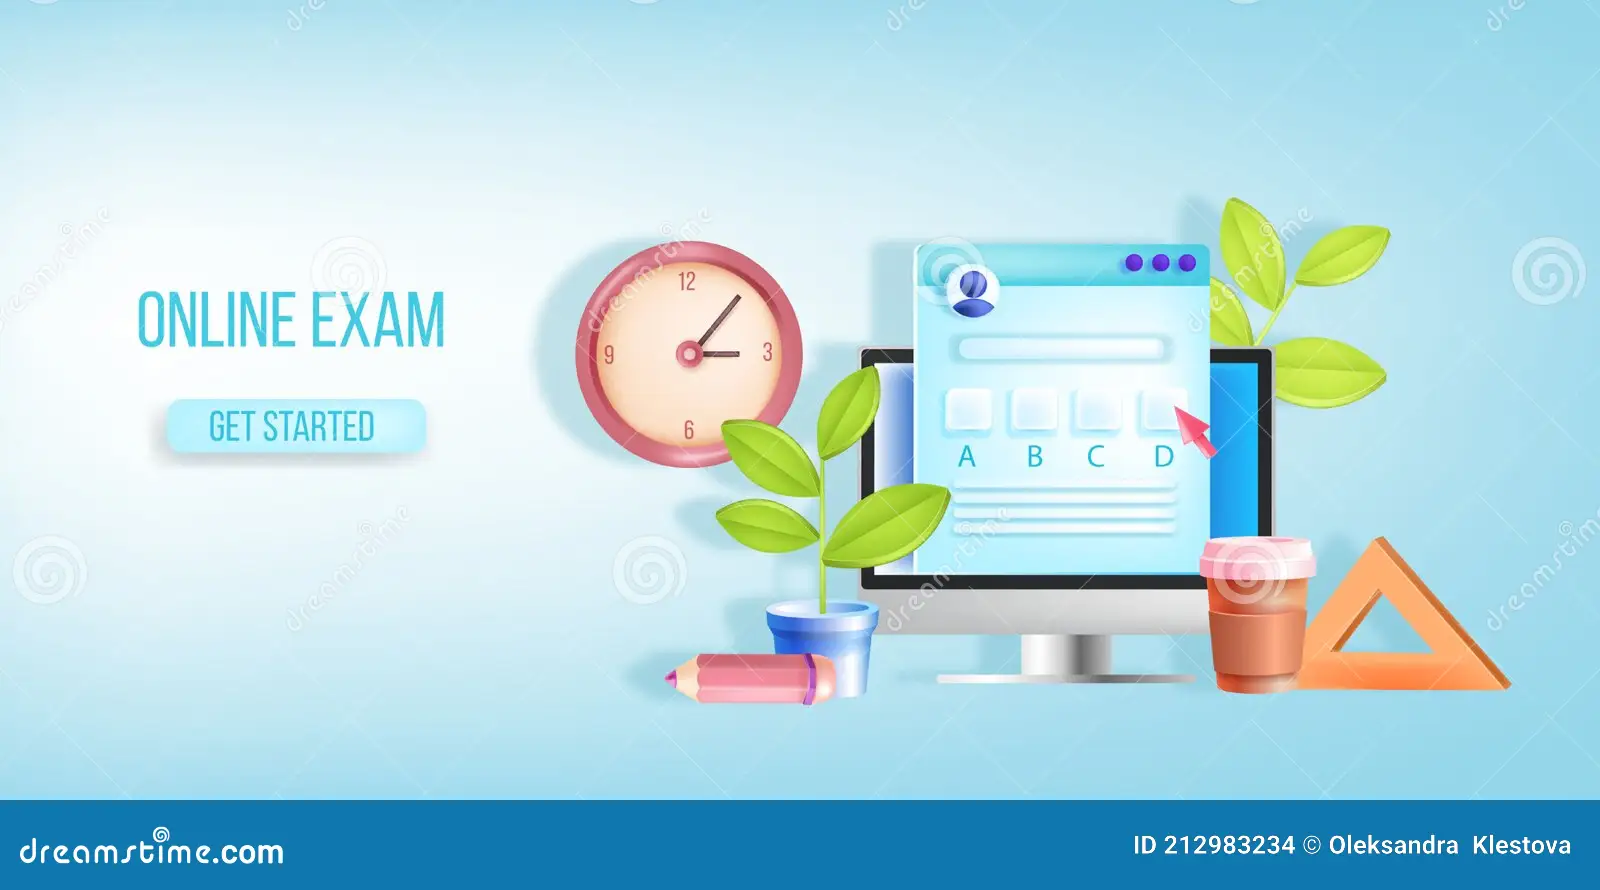 ONLINE EXAM
GET STARTED
12
9
3
6
A B C D
dreamstime.com
ID 212983234 © Oleksandra Klestova